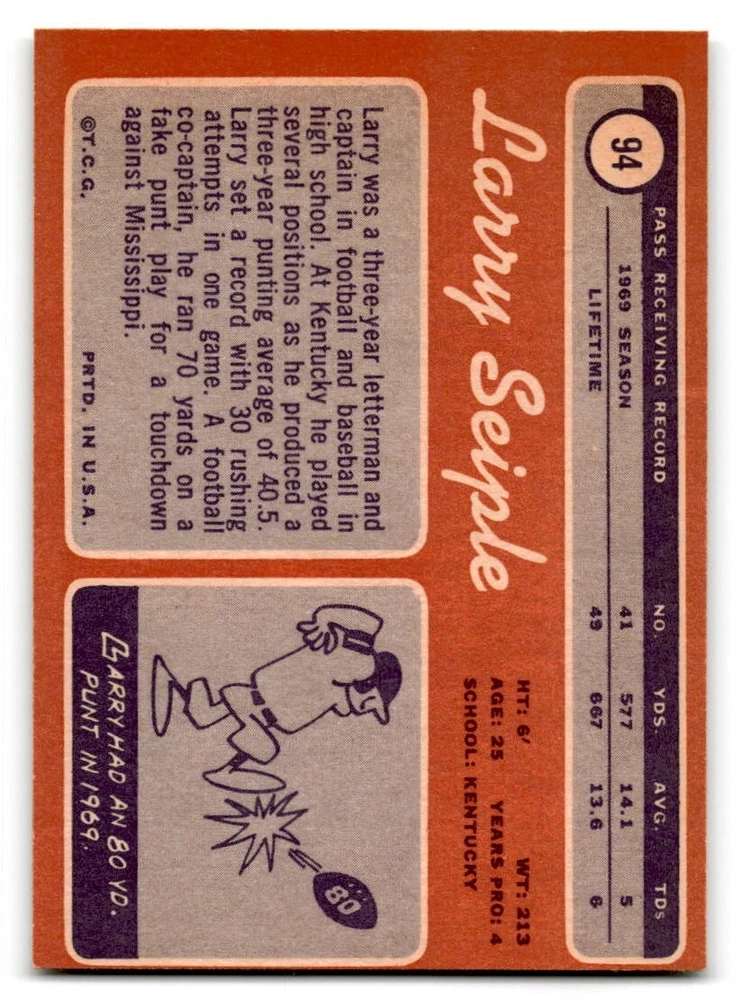 94
PASS RECEIVING RECORD NO. YDS. AVG. TDs
1969 SEASON 41 577 14.1 5
LIFETIME 49 667 13.6 6
Larry Seiple
HT: 6' WT: 213
AGE: 25 YEARS PRO: 4
SCHOOL: KENTUCKY
Larry was a three-year letterman and
captain in football and baseball in
high school. At Kentucky he played
several positions as he produced a
three-year punting average of 40.5.
Larry set a record with 30 rushing
attempts in one game. A football
co-captain, he ran 70 yards on a
fake punt play for a touchdown
against Mississippi.
©T.C.G. PRTD. IN U.S.A.
80
LARRY HAD AN 80 YD.
PUNT IN 1969.